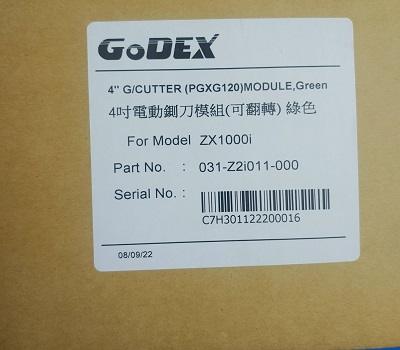 GoDEX
4" G/CUTTER (PGXG120)MODULE,Green
4吋電動鍘刀模組(可翻轉) 綠色
For Model ZX1000i
Part No. : 031-Z2i011-000
Serial No. :
C7H301122200016
08/09/22